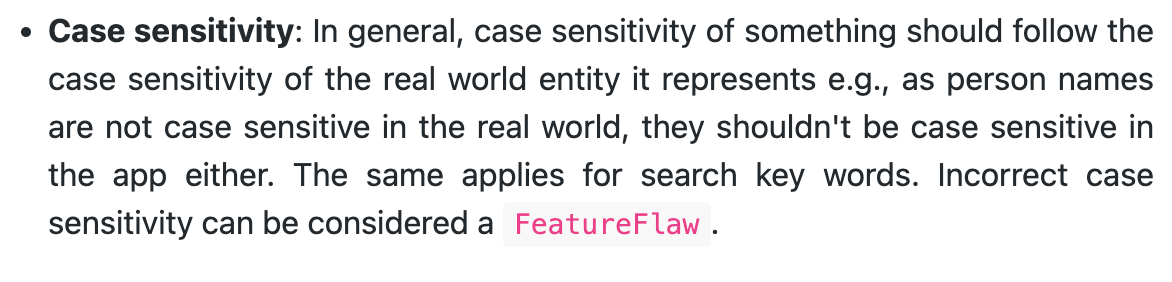 • Case sensitivity: In general, case sensitivity of something should follow the
case sensitivity of the real world entity it represents e.g., as person names
are not case sensitive in the real world, they shouldn't be case sensitive in
the app either. The same applies for search key words. Incorrect case
sensitivity can be considered a FeatureFlaw.